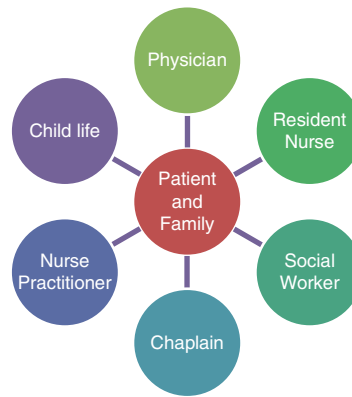 Physician
Resident
Nurse
Social
Worker
Chaplain
Nurse
Practitioner
Child life
Patient
and
Family